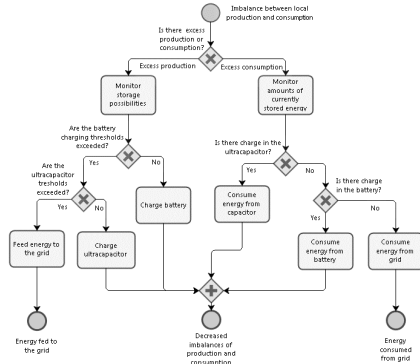 Imbalance between local
production and consumption
Is there excess
production or
consumption?
Excess production
Excess consumption
Monitor
storage
possibilities
Monitor
amounts of
currently
stored energy
Are the battery
charging thresholds
exceeded?
Is there charge in the
ultracapacitor?
Yes
No
Yes
No
Are the
ultracapacitor
tresholds
exceeded?
Is there charge
in the battery?
Yes
No
Yes
No
Charge battery
Consume
energy from
capacitor
Feed energy to
the grid
Charge
ultracapacitor
Consume
energy from
battery
Consume
energy from
grid
Energy fed to
the grid
Decreased
imbalances of
production and
consumption
Energy
consumed
from grid